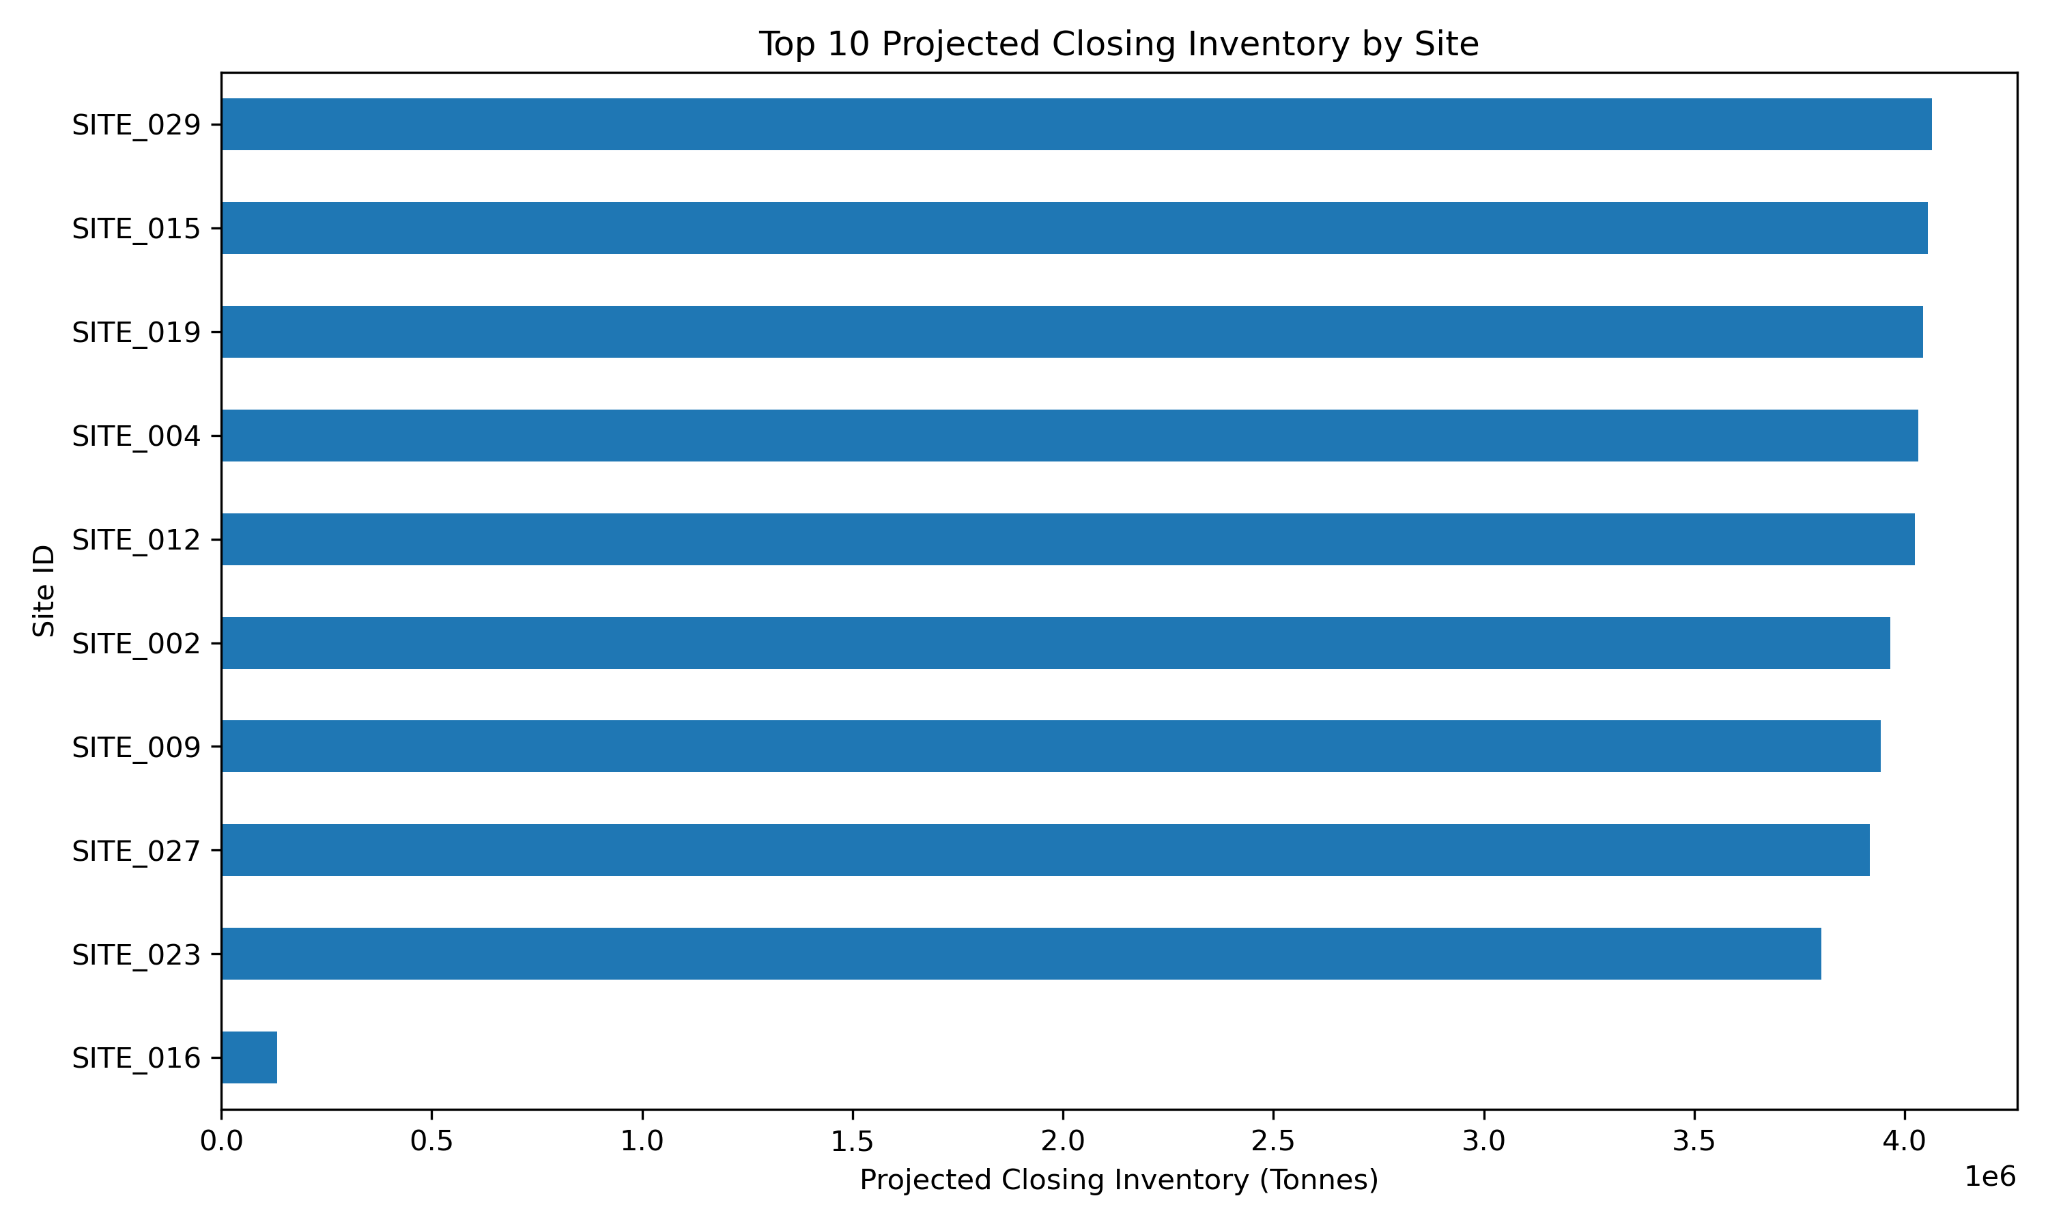 Top 10 Projected Closing Inventory by Site
SITE_029
SITE_015
SITE_019
SITE_004
SITE_012
SITE_002
SITE_009
SITE_027
SITE_023
SITE_016
Site ID
0.0 0.5 1.0 1.5 2.0 2.5 3.0 3.5 4.0
1e6
Projected Closing Inventory (Tonnes)